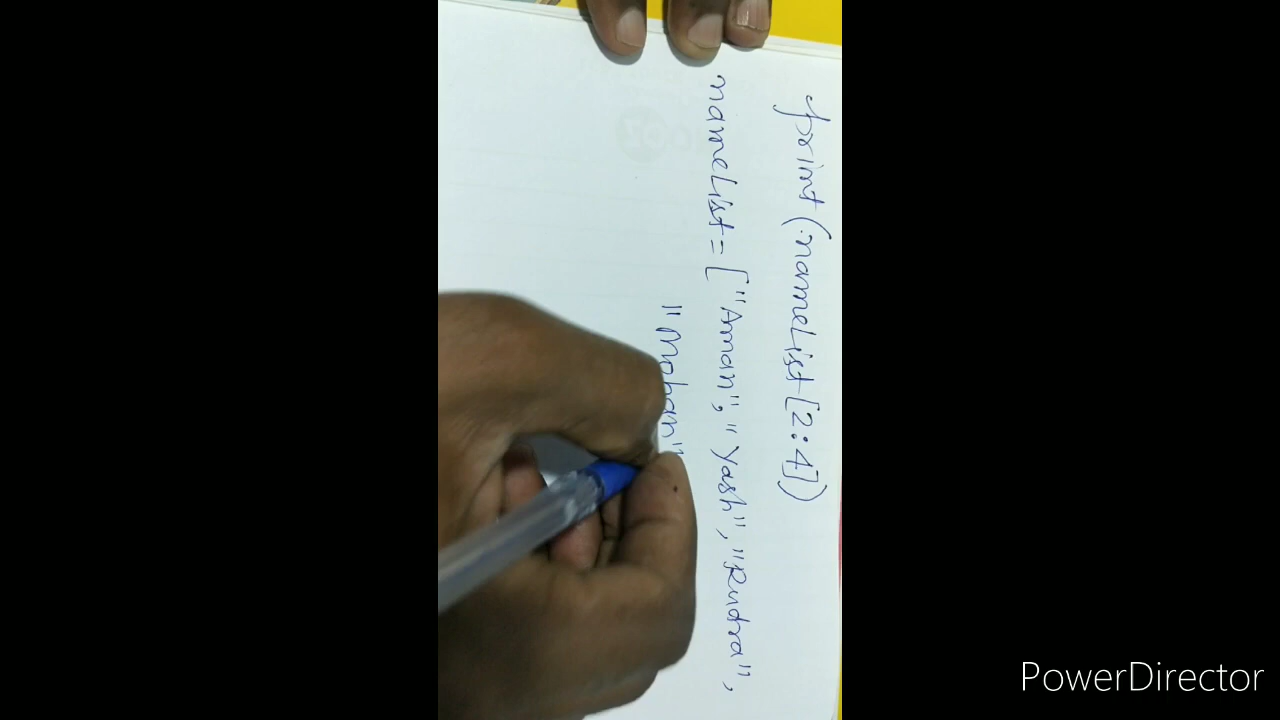 print(nameList[2:4])
nameList=["Aman","Yash","Rudra",
"Mohan"
PowerDirector